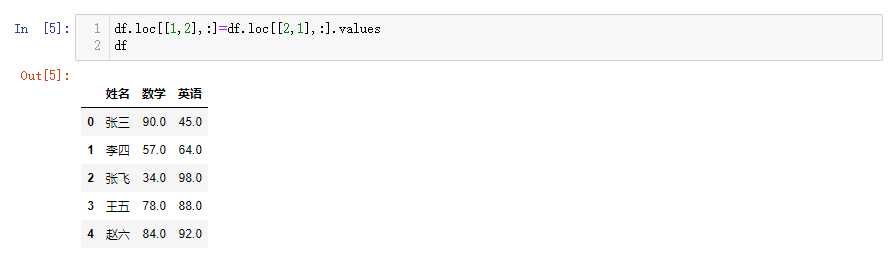 In [5]:
1 df.loc[[1,2],:]=df.loc[[2,1],:].values
2 df
Out[5]:
姓名 数学 英语
0 张三 90.0 45.0
1 李四 57.0 64.0
2 张飞 34.0 98.0
3 王五 78.0 88.0
4 赵六 84.0 92.0